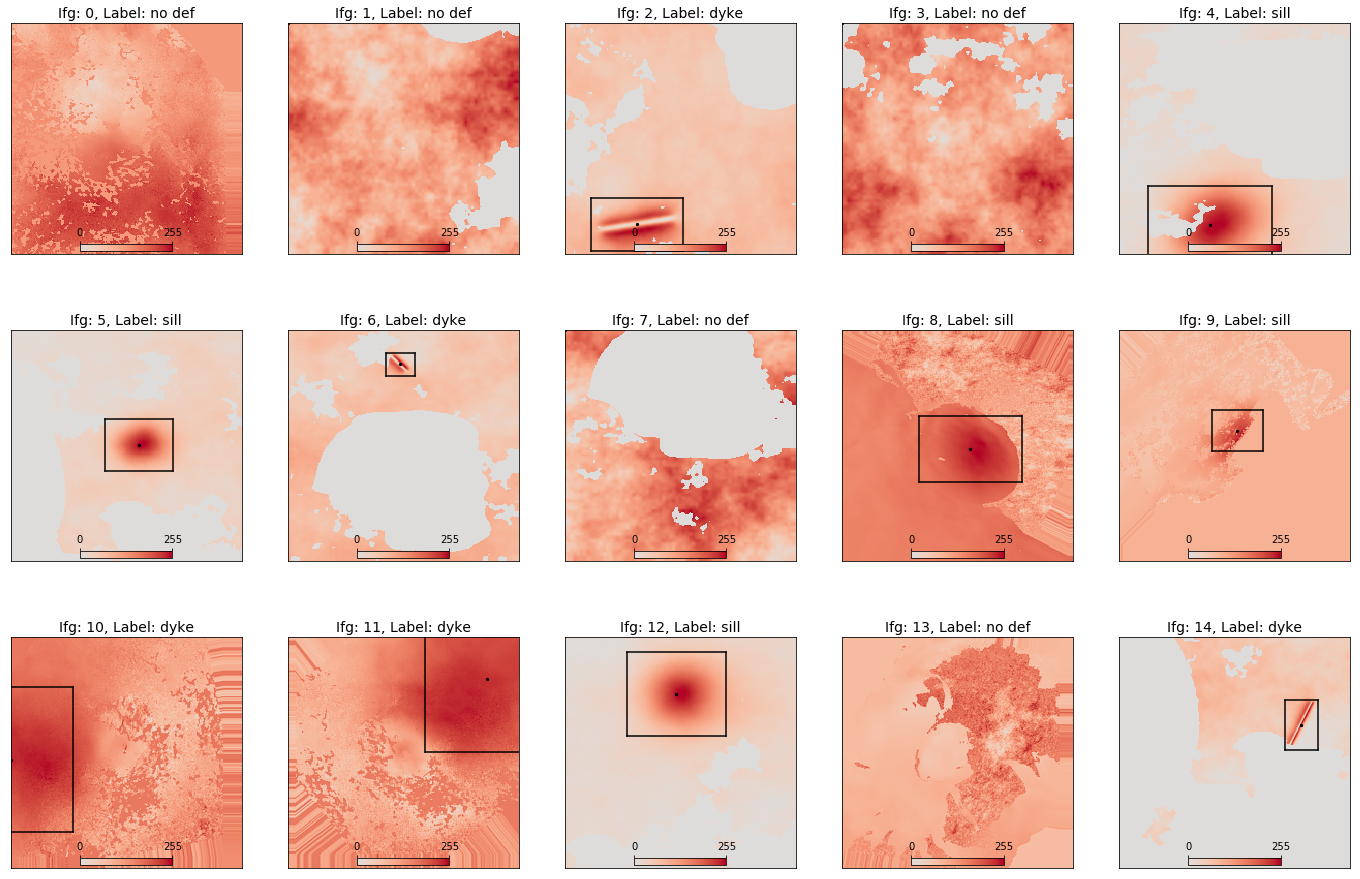 Ifg: 0, Label: no def
Ifg: 1, Label: no def
Ifg: 2, Label: dyke
Ifg: 3, Label: no def
Ifg: 4, Label: sill
0 255
0 255
0 255
0 255
0 255
Ifg: 5, Label: sill
Ifg: 6, Label: dyke
Ifg: 7, Label: no def
Ifg: 8, Label: sill
Ifg: 9, Label: sill
0 255
0 255
0 255
0 255
0 255
Ifg: 10, Label: dyke
Ifg: 11, Label: dyke
Ifg: 12, Label: sill
Ifg: 13, Label: no def
Ifg: 14, Label: dyke
0 255
0 255
0 255
0 255
0 255